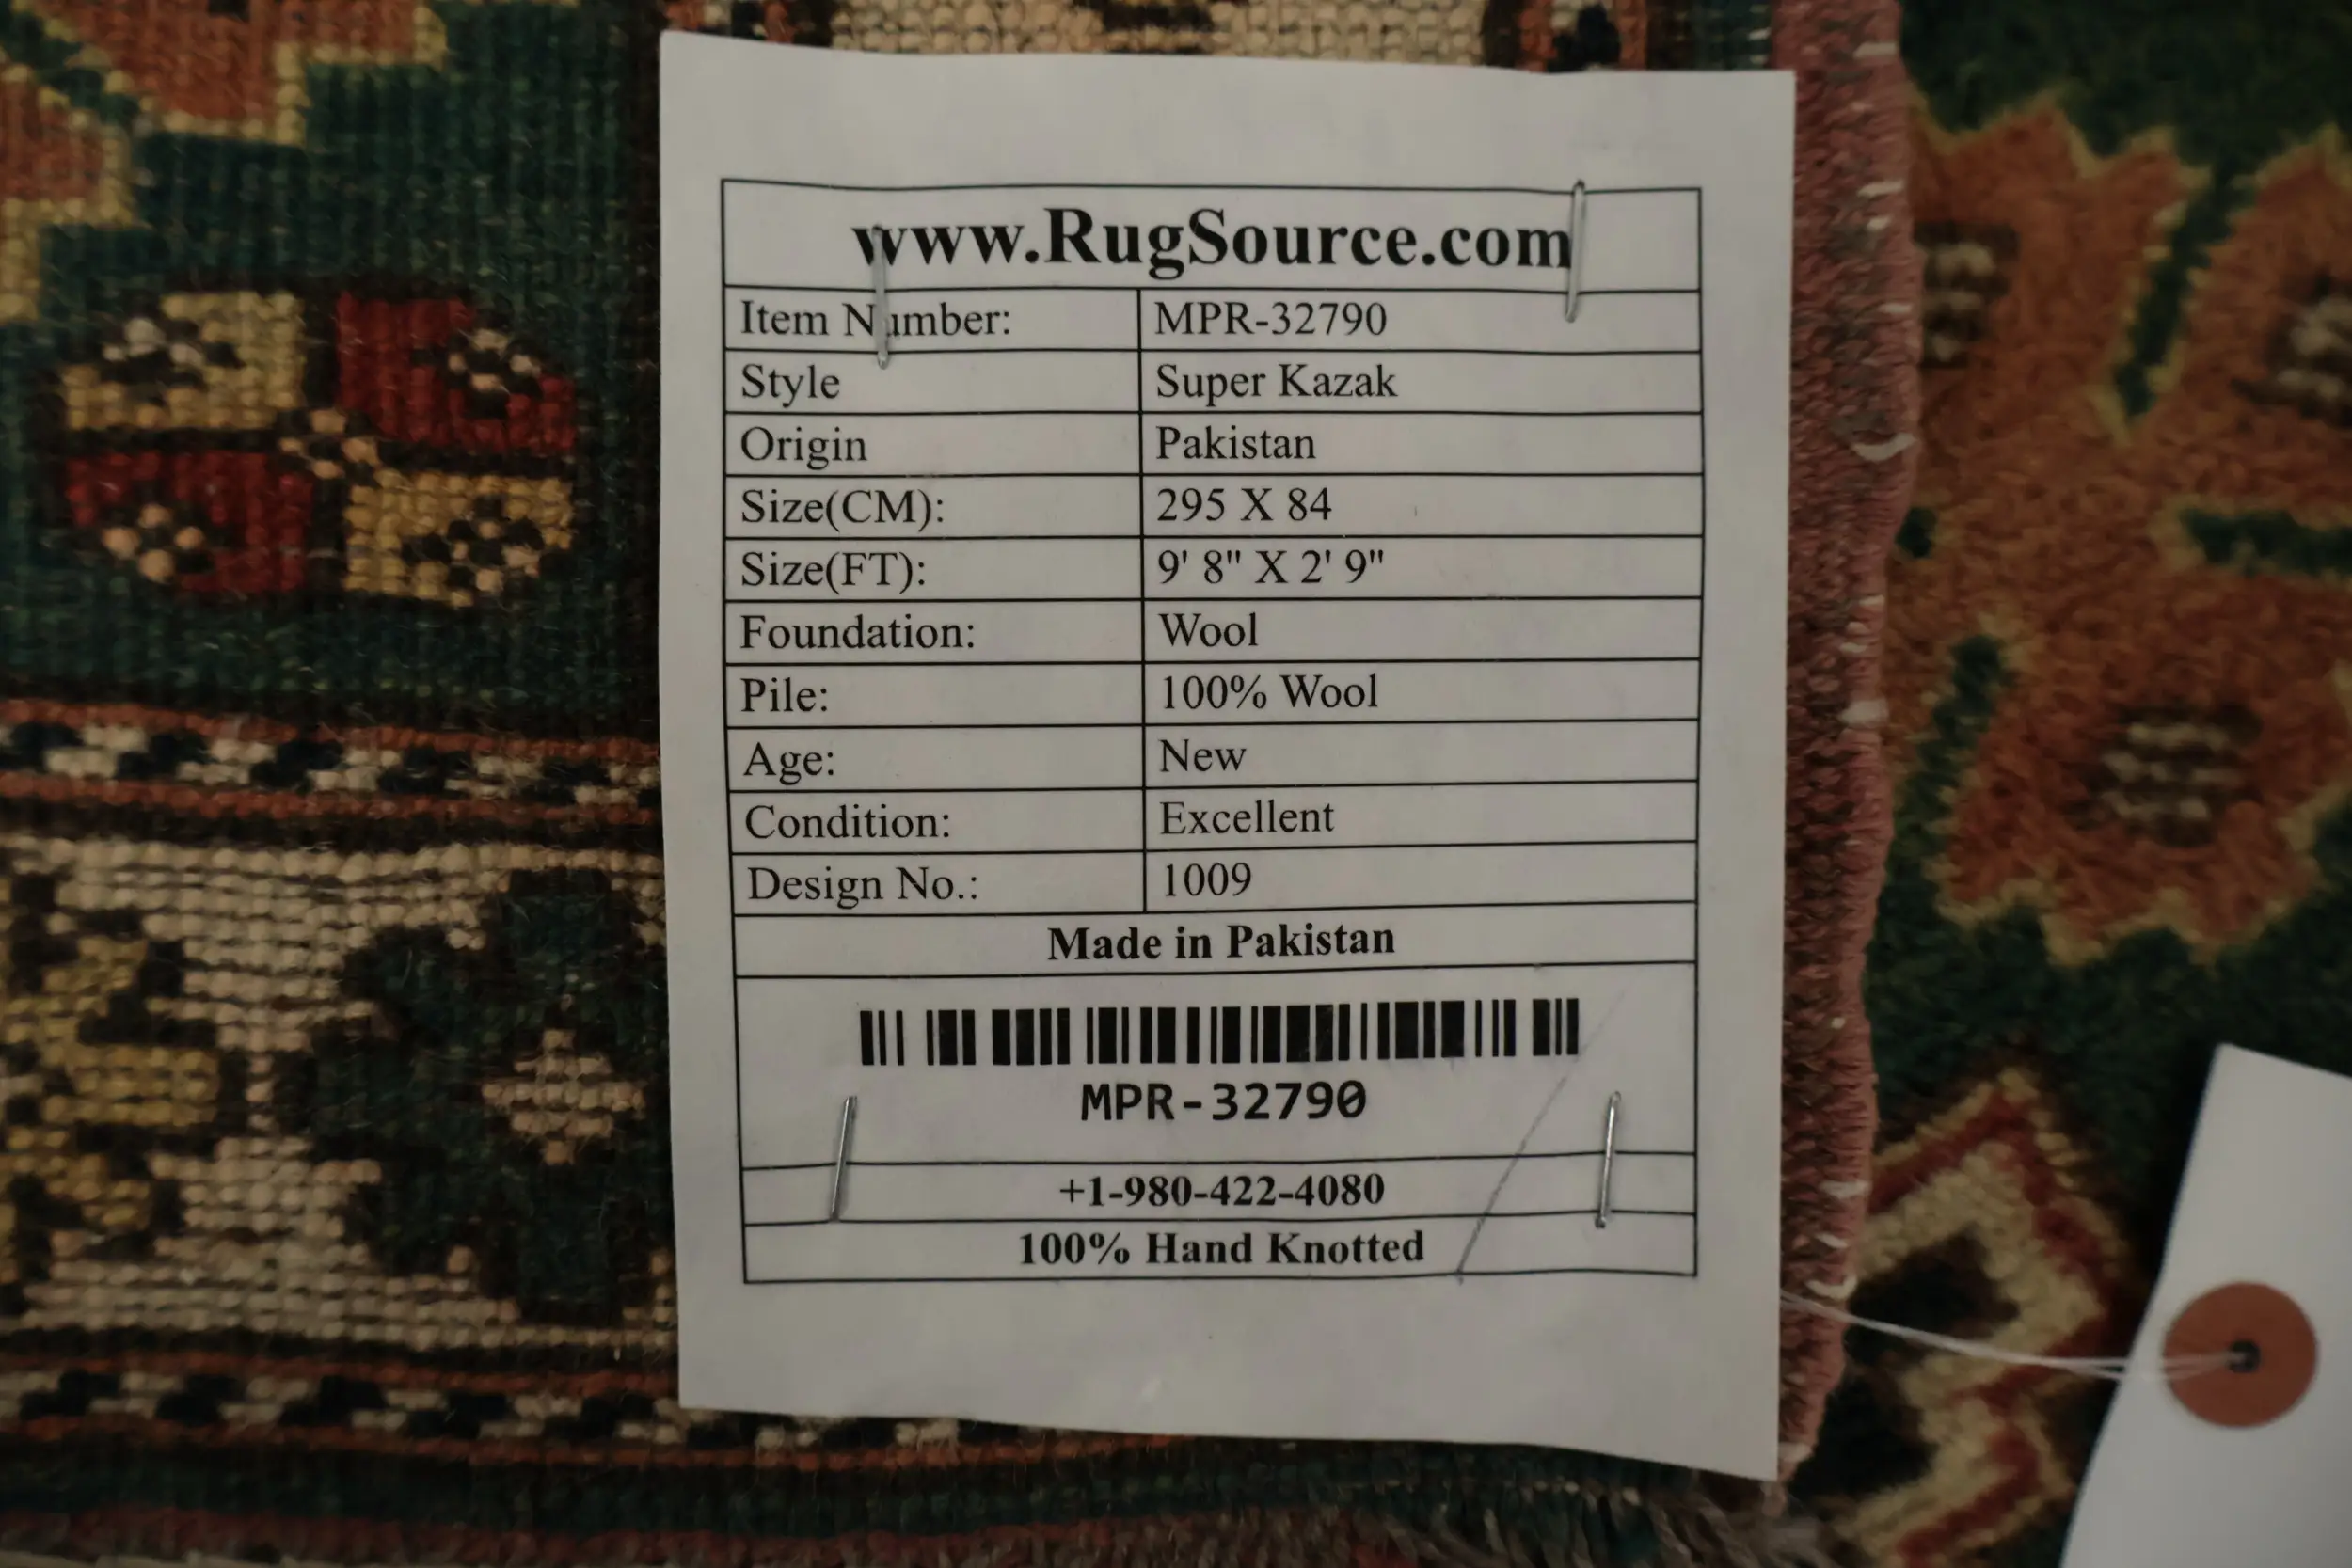 www.RugSource.com
Item Number: MPR-32790
Style Super Kazak
Origin Pakistan
Size(CM): 295 X 84
Size(FT): 9' 8" X 2' 9"
Foundation: Wool
Pile: 100% Wool
Age: New
Condition: Excellent
Design No.: 1009
Made in Pakistan
MPR-32790
+1-980-422-4080
100% Hand Knotted